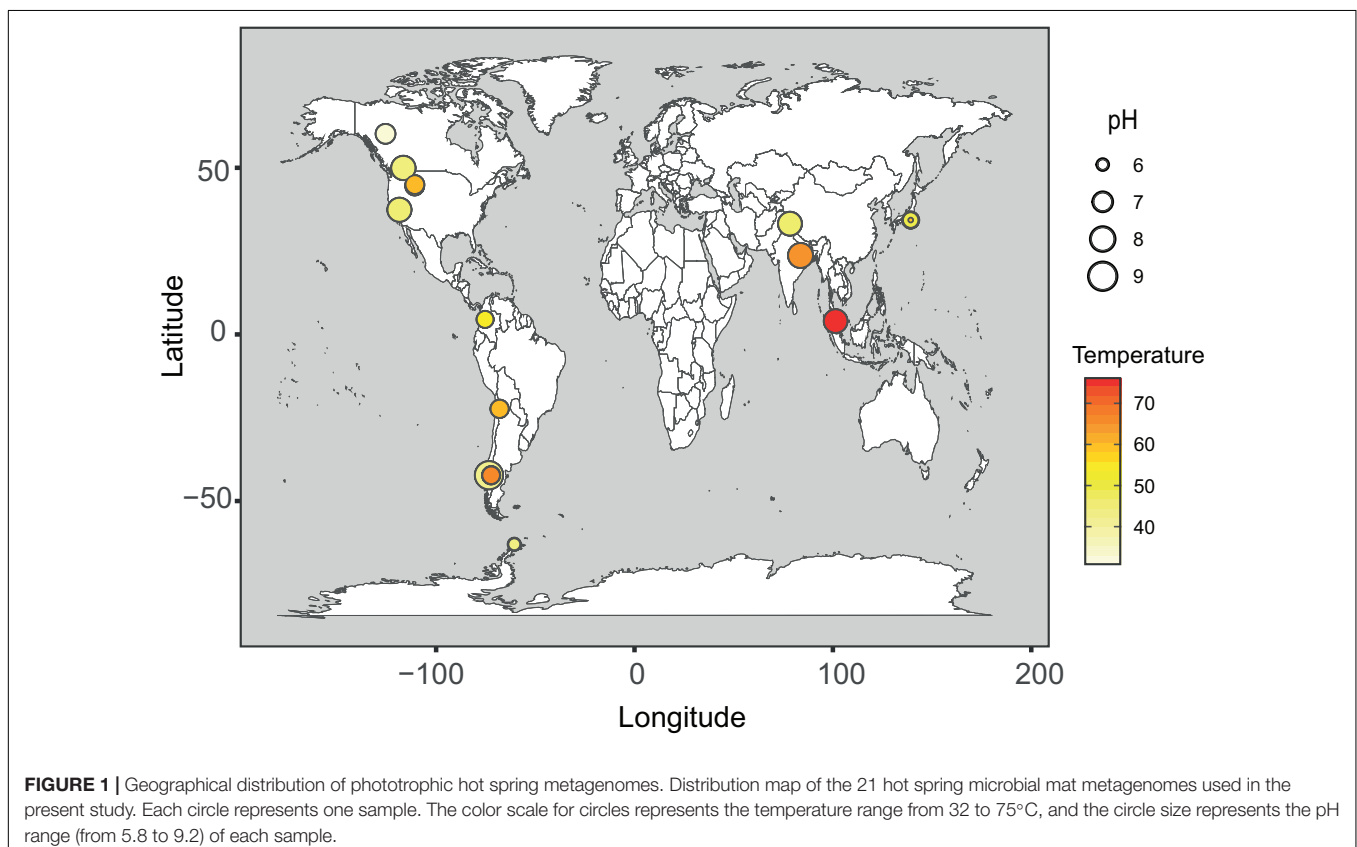 50
0
−50
−100
0
100
200
Latitude
Longitude
pH
6
7
8
9
Temperature
70
60
50
40
FIGURE 1 | Geographical distribution of phototrophic hot spring metagenomes. Distribution map of the 21 hot spring microbial mat metagenomes used in the
present study. Each circle represents one sample. The color scale for circles represents the temperature range from 32 to 75°C, and the circle size represents the pH
range (from 5.8 to 9.2) of each sample.